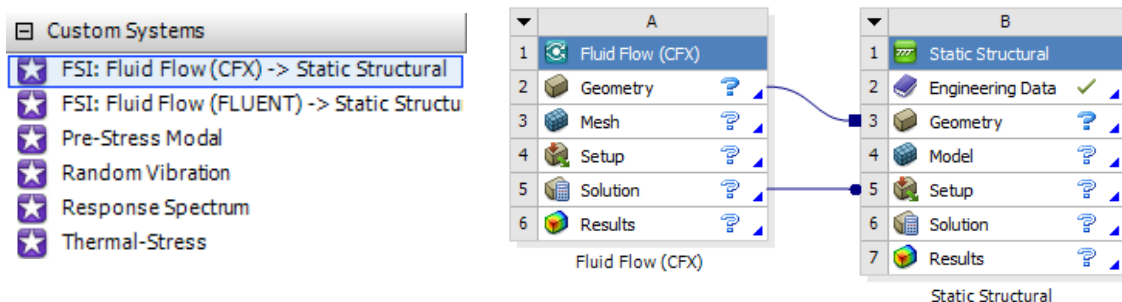 Custom Systems
FSI: Fluid Flow (CFX) -> Static Structural
FSI: Fluid Flow (FLUENT) -> Static Structu
Pre-Stress Modal
Random Vibration
Response Spectrum
Thermal-Stress
A
1 Fluid Flow (CFX)
2 Geometry ?
3 Mesh ?
4 Setup ?
5 Solution ?
6 Results ?
Fluid Flow (CFX)
B
1 Static Structural
2 Engineering Data ✓
3 Geometry ?
4 Model ?
5 Setup ?
6 Solution ?
7 Results ?
Static Structural